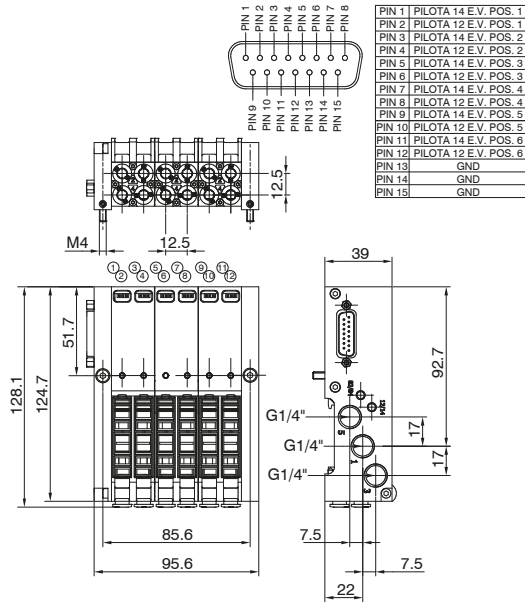 PIN 1
PIN 2
PIN 3
PIN 4
PIN 5
PIN 6
PIN 7
PIN 8
PIN 9
PIN 10
PIN 11
PIN 12
PIN 13
PIN 14
PIN 15
PIN 1 PILOTA 14 E.V. POS. 1
PIN 2 PILOTA 12 E.V. POS. 1
PIN 3 PILOTA 14 E.V. POS. 2
PIN 4 PILOTA 12 E.V. POS. 2
PIN 5 PILOTA 14 E.V. POS. 3
PIN 6 PILOTA 12 E.V. POS. 3
PIN 7 PILOTA 14 E.V. POS. 4
PIN 8 PILOTA 12 E.V. POS. 4
PIN 9 PILOTA 14 E.V. POS. 5
PIN 10 PILOTA 12 E.V. POS. 5
PIN 11 PILOTA 14 E.V. POS. 6
PIN 12 PILOTA 12 E.V. POS. 6
PIN 13 GND
PIN 14 GND
PIN 15 GND
12.5
M4
12.5
39
1 2 3 4 5 6 7 8 9 10 11 12
51.7
124.7
128.1
92.7
82/84
12/14
G1/4"
5
17
G1/4"
1
17
G1/4"
3
85.6
95.6
7.5
7.5
22